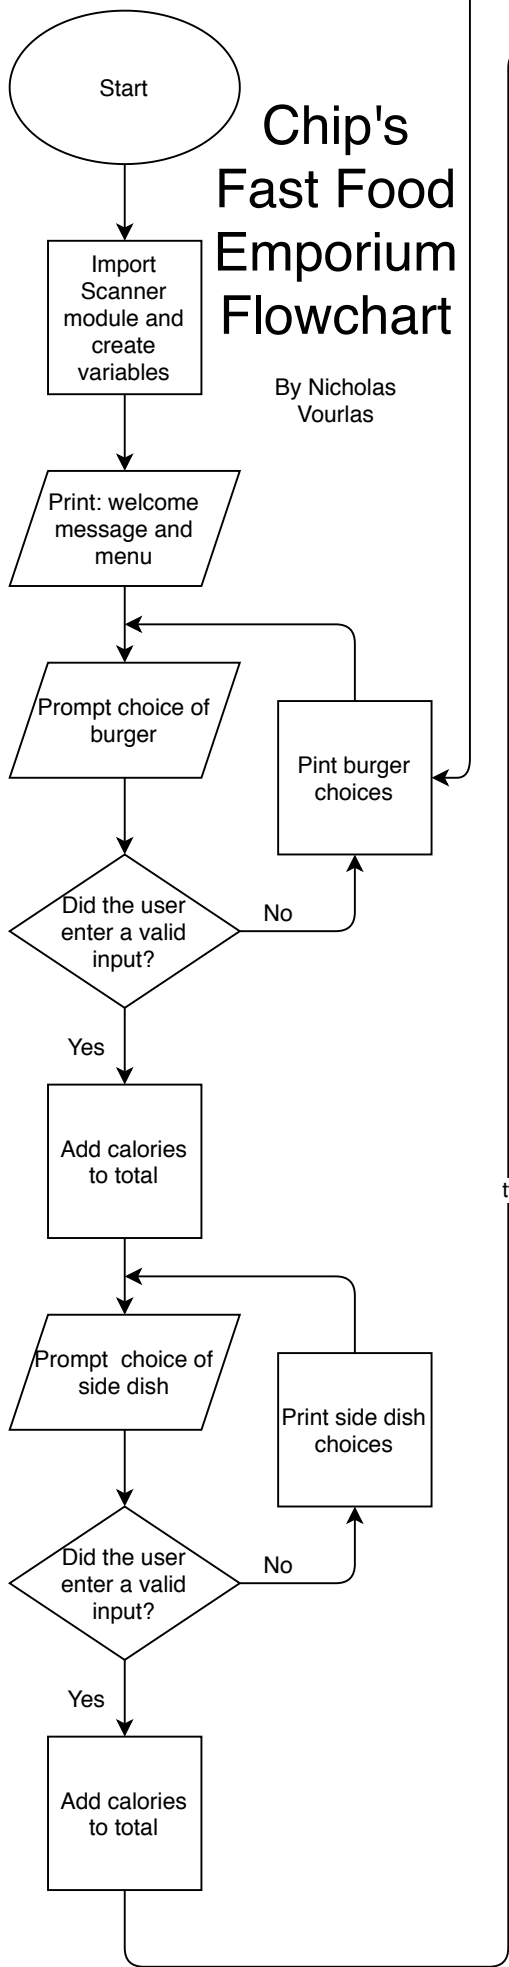 Start
Chip's
Fast Food
Emporium
Flowchart
By Nicholas
Vourlas
Import
Scanner
module and
create
variables
Print: welcome
message and
menu
Prompt choice of
burger
Pint burger
choices
Did the user
enter a valid
input?
No
Yes
Add calories
to total
t
Prompt  choice of
side dish
Print side dish
choices
Did the user
enter a valid
input?
No
Yes
Add calories
to total